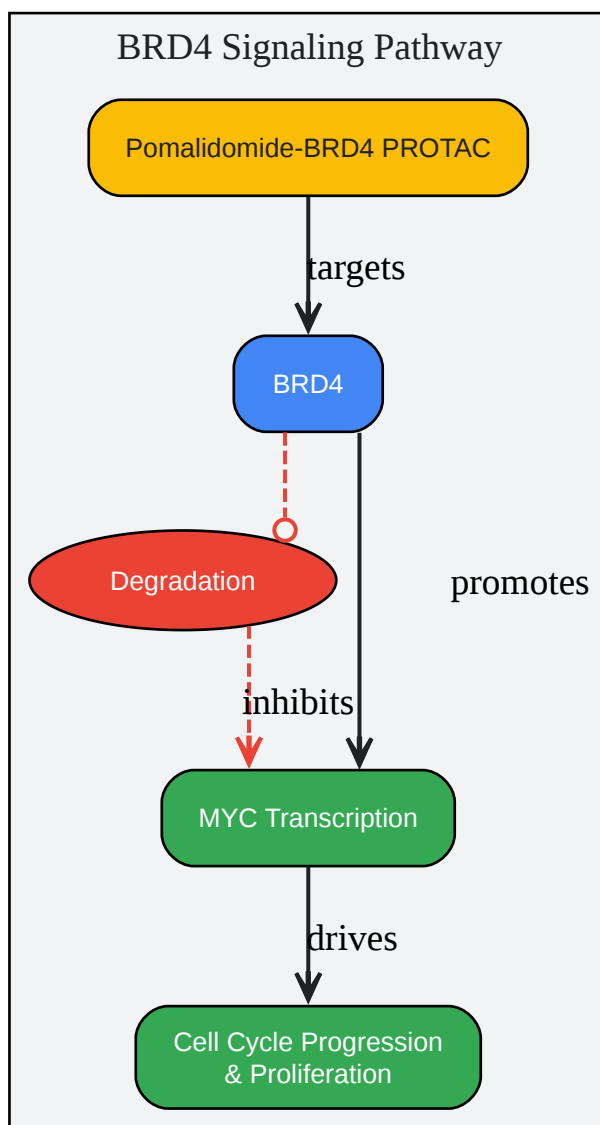 BRD4 Signaling Pathway
Pomalidomide-BRD4 PROTAC
targets
BRD4
Degradation
promotes
inhibits
MYC Transcription
drives
Cell Cycle Progression
& Proliferation